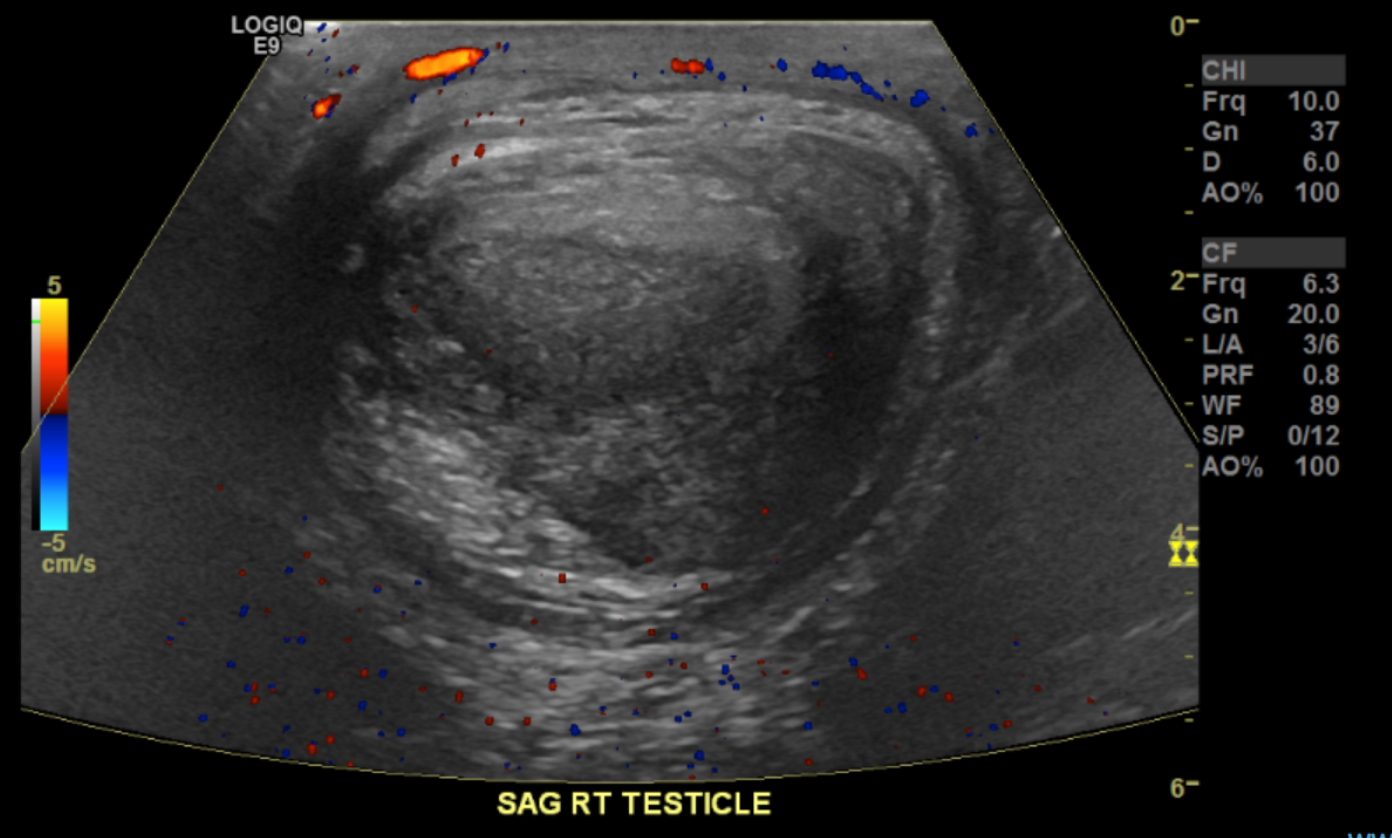 LOGIQ
E9
0
CHI
Frq 10.0
Gn 37
D 6.0
AO% 100
CF
Frq 6.3
Gn 20.0
L/A 3/6
PRF 0.8
WF 89
S/P 0/12
AO% 100
2
4
6
5
-5
cm/s
SAG RT TESTICLE